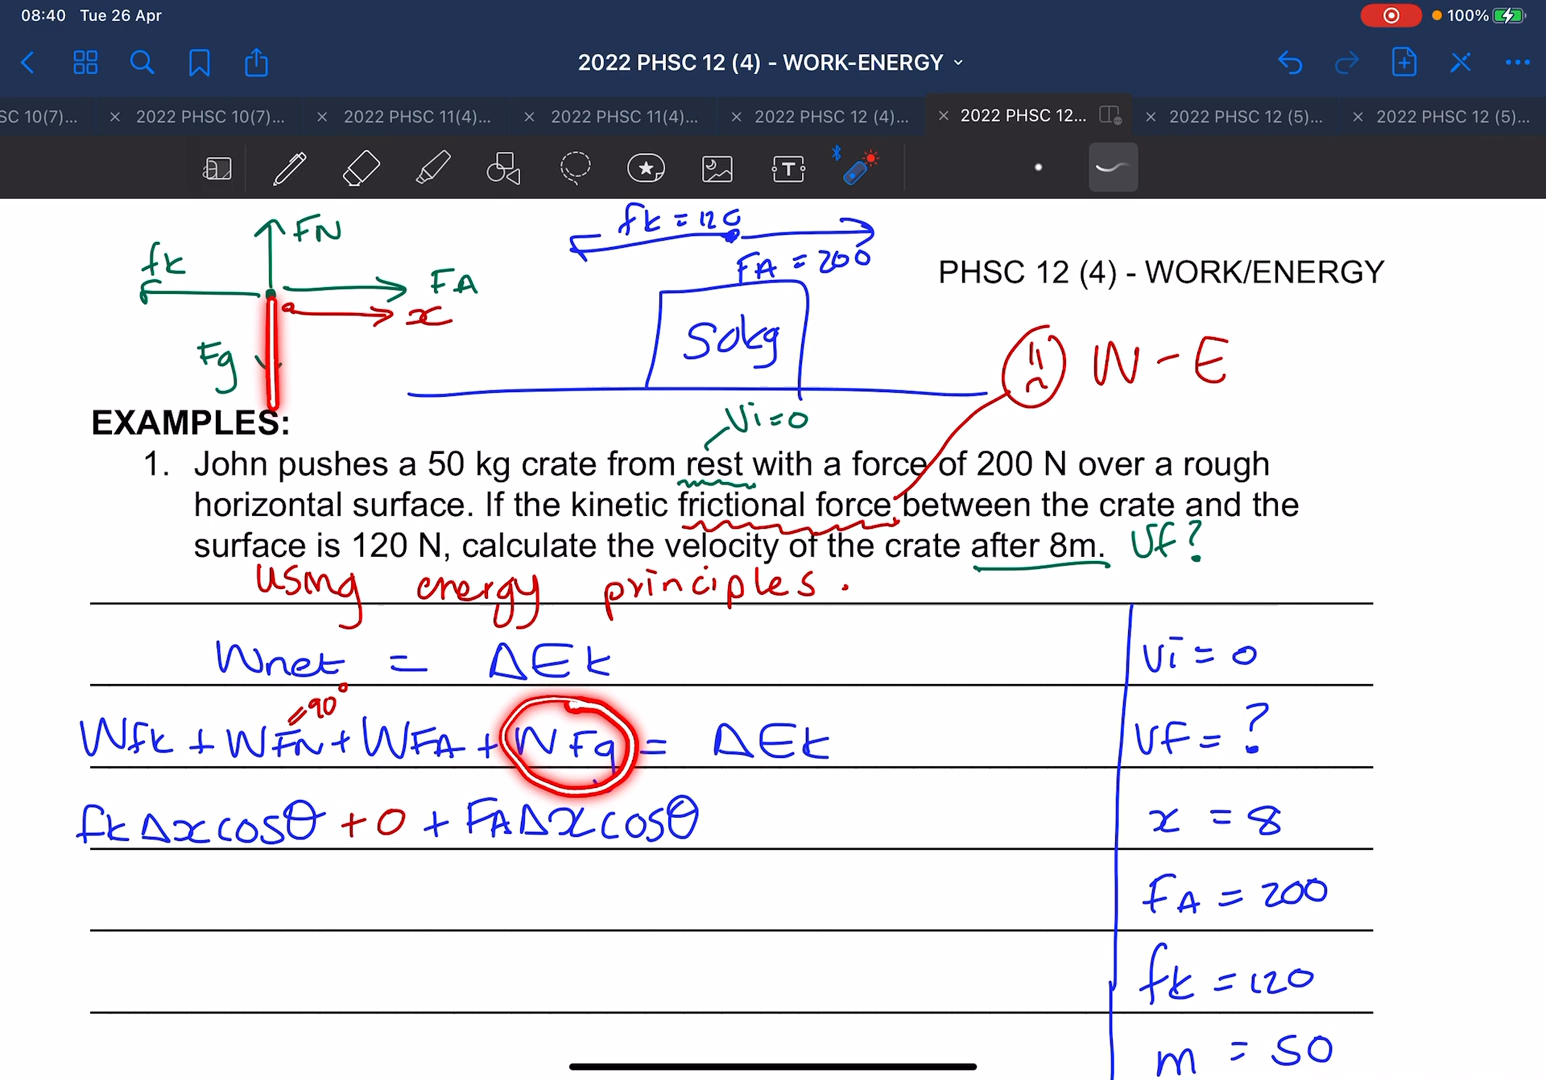 08:40 Tue 26 Apr
100%
2022 PHSC 12 (4) - WORK-ENERGY
SC 10(7)... × 2022 PHSC 10(7)... × 2022 PHSC 11(4)... × 2022 PHSC 11(4)... × 2022 PHSC 12 (4)... × 2022 PHSC 12... × 2022 PHSC 12 (5)... × 2022 PHSC 12 (5)...
T
fk FN FA x Fg
fk = 120
FA = 200
50kg
PHSC 12 (4) - WORK/ENERGY
W - E
Vi=0
EXAMPLES:
1. John pushes a 50 kg crate from rest with a force of 200 N over a rough
horizontal surface. If the kinetic frictional force between the crate and the
surface is 120 N, calculate the velocity of the crate after 8m. Vf?
using energy principles.
Wnet = ΔEk
=90°
WfK + WFN + WFA + WFg = ΔEk
fkΔxcosθ + 0 + FAΔxcosθ
Vi = 0
Vf = ?
x = 8
FA = 200
fk = 120
m = 50